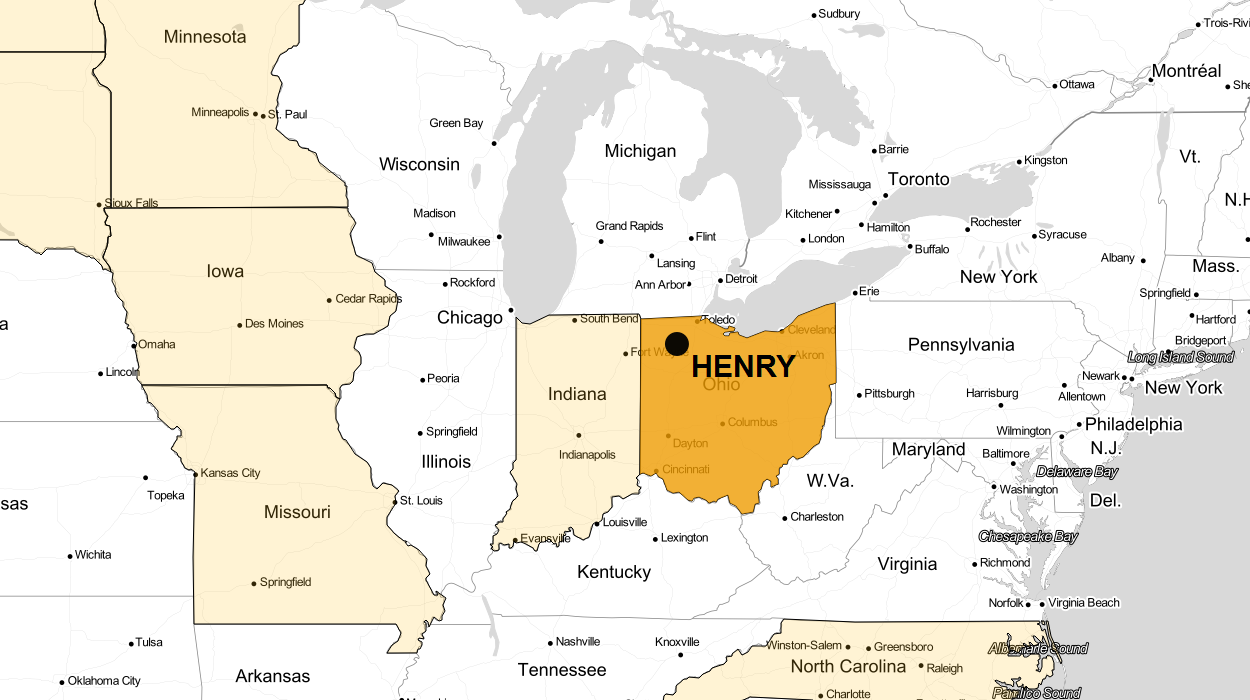 Sudbury
Trois-Rivi
Minnesota
Montréal
Ottawa
She
Minneapolis
St. Paul
Green Bay
Barrie
Michigan
Wisconsin
Kingston
Vt.
Toronto
Mississauga
Sioux Falls
N.H
Madison
Kitchener
Grand Rapids
Rochester
Hamilton
Flint
Milwaukee
London
Syracuse
Buffalo
Lansing
Albany
Mass.
Iowa
New York
Detroit
Rockford
Ann Arbor
Erie
Springfield
Cedar Rapids
Chicago
South Bend
Toledo
Hartford
Des Moines
Cleveland
a
Omaha
Pennsylvania
Bridgeport
Fort Wayne
Akron
Long Island Sound
HENRY
Lincoln
Peoria
Newark
New York
Ohio
Indiana
Pittsburgh
Harrisburg
Allentown
Columbus
Philadelphia
Springfield
Wilmington
Dayton
Maryland
N.J.
Indianapolis
Baltimore
Illinois
Cincinnati
Delaware Bay
Kansas City
W.Va.
Washington
Topeka
St. Louis
Del.
sas
Missouri
Charleston
Louisville
Evansville
Lexington
Chesapeake Bay
Wichita
Virginia
Richmond
Kentucky
Springfield
Norfolk
Virginia Beach
Tulsa
Nashville
Knoxville
Winston-Salem
Greensboro
Albemarle Sound
Tennessee
North Carolina
Raleigh
Arkansas
Oklahoma City
Charlotte
Pamlico Sound